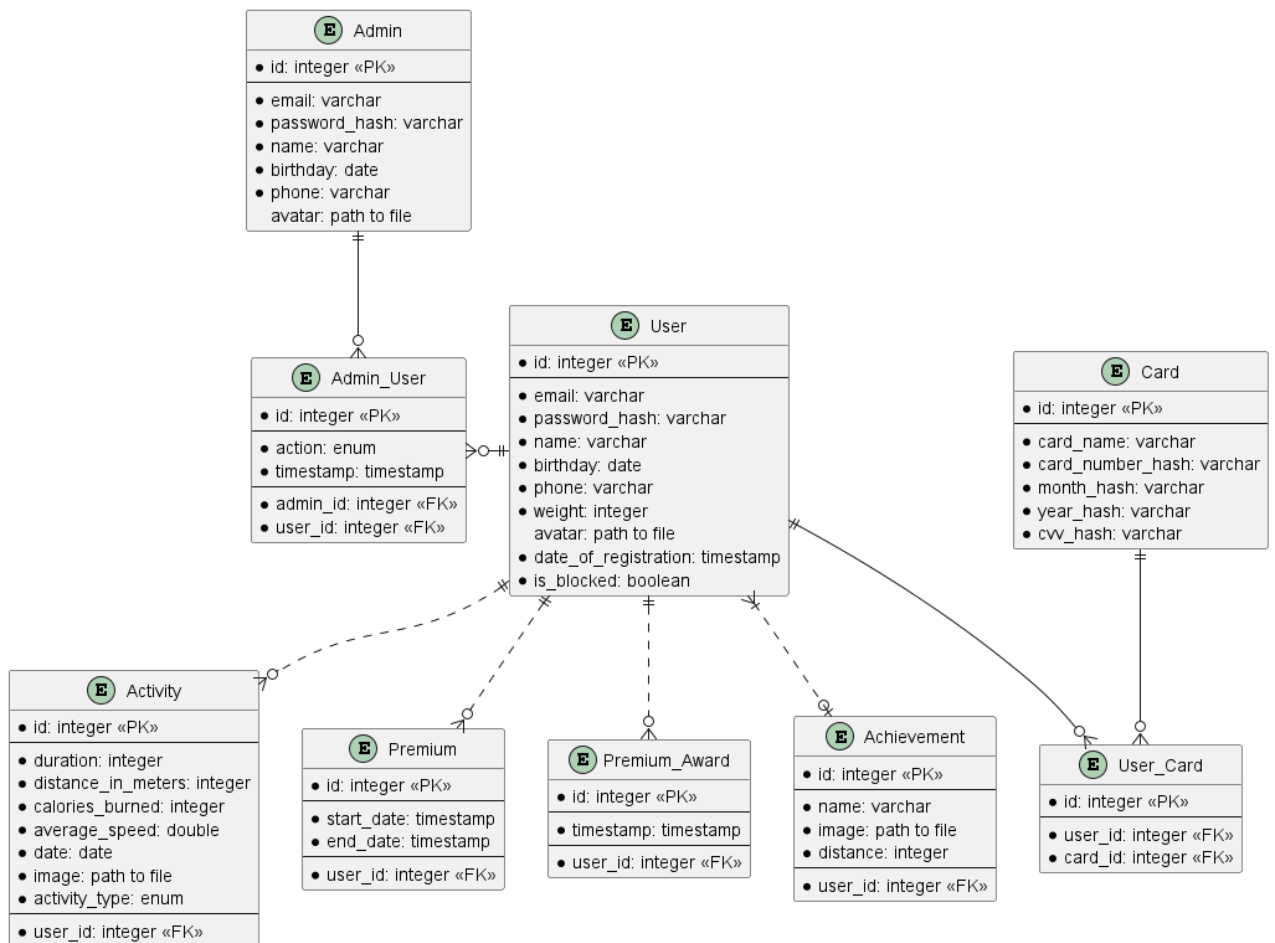 E Admin
id: integer «PK»
email: varchar
password_hash: varchar
name: varchar
birthday: date
phone: varchar
avatar: path to file
E User
id: integer «PK»
email: varchar
password_hash: varchar
name: varchar
birthday: date
phone: varchar
weight: integer
avatar: path to file
date_of_registration: timestamp
is_blocked: boolean
E Admin_User
id: integer «PK»
action: enum
timestamp: timestamp
admin_id: integer «FK»
user_id: integer «FK»
E Card
id: integer «PK»
card_name: varchar
card_number_hash: varchar
month_hash: varchar
year_hash: varchar
cvv_hash: varchar
E Activity
id: integer «PK»
duration: integer
distance_in_meters: integer
calories_burned: integer
average_speed: double
date: date
image: path to file
activity_type: enum
user_id: integer «FK»
E Premium
id: integer «PK»
start_date: timestamp
end_date: timestamp
user_id: integer «FK»
E Premium_Award
id: integer «PK»
timestamp: timestamp
user_id: integer «FK»
E Achievement
id: integer «PK»
name: varchar
image: path to file
distance: integer
user_id: integer «FK»
E User_Card
id: integer «PK»
user_id: integer «FK»
card_id: integer «FK»